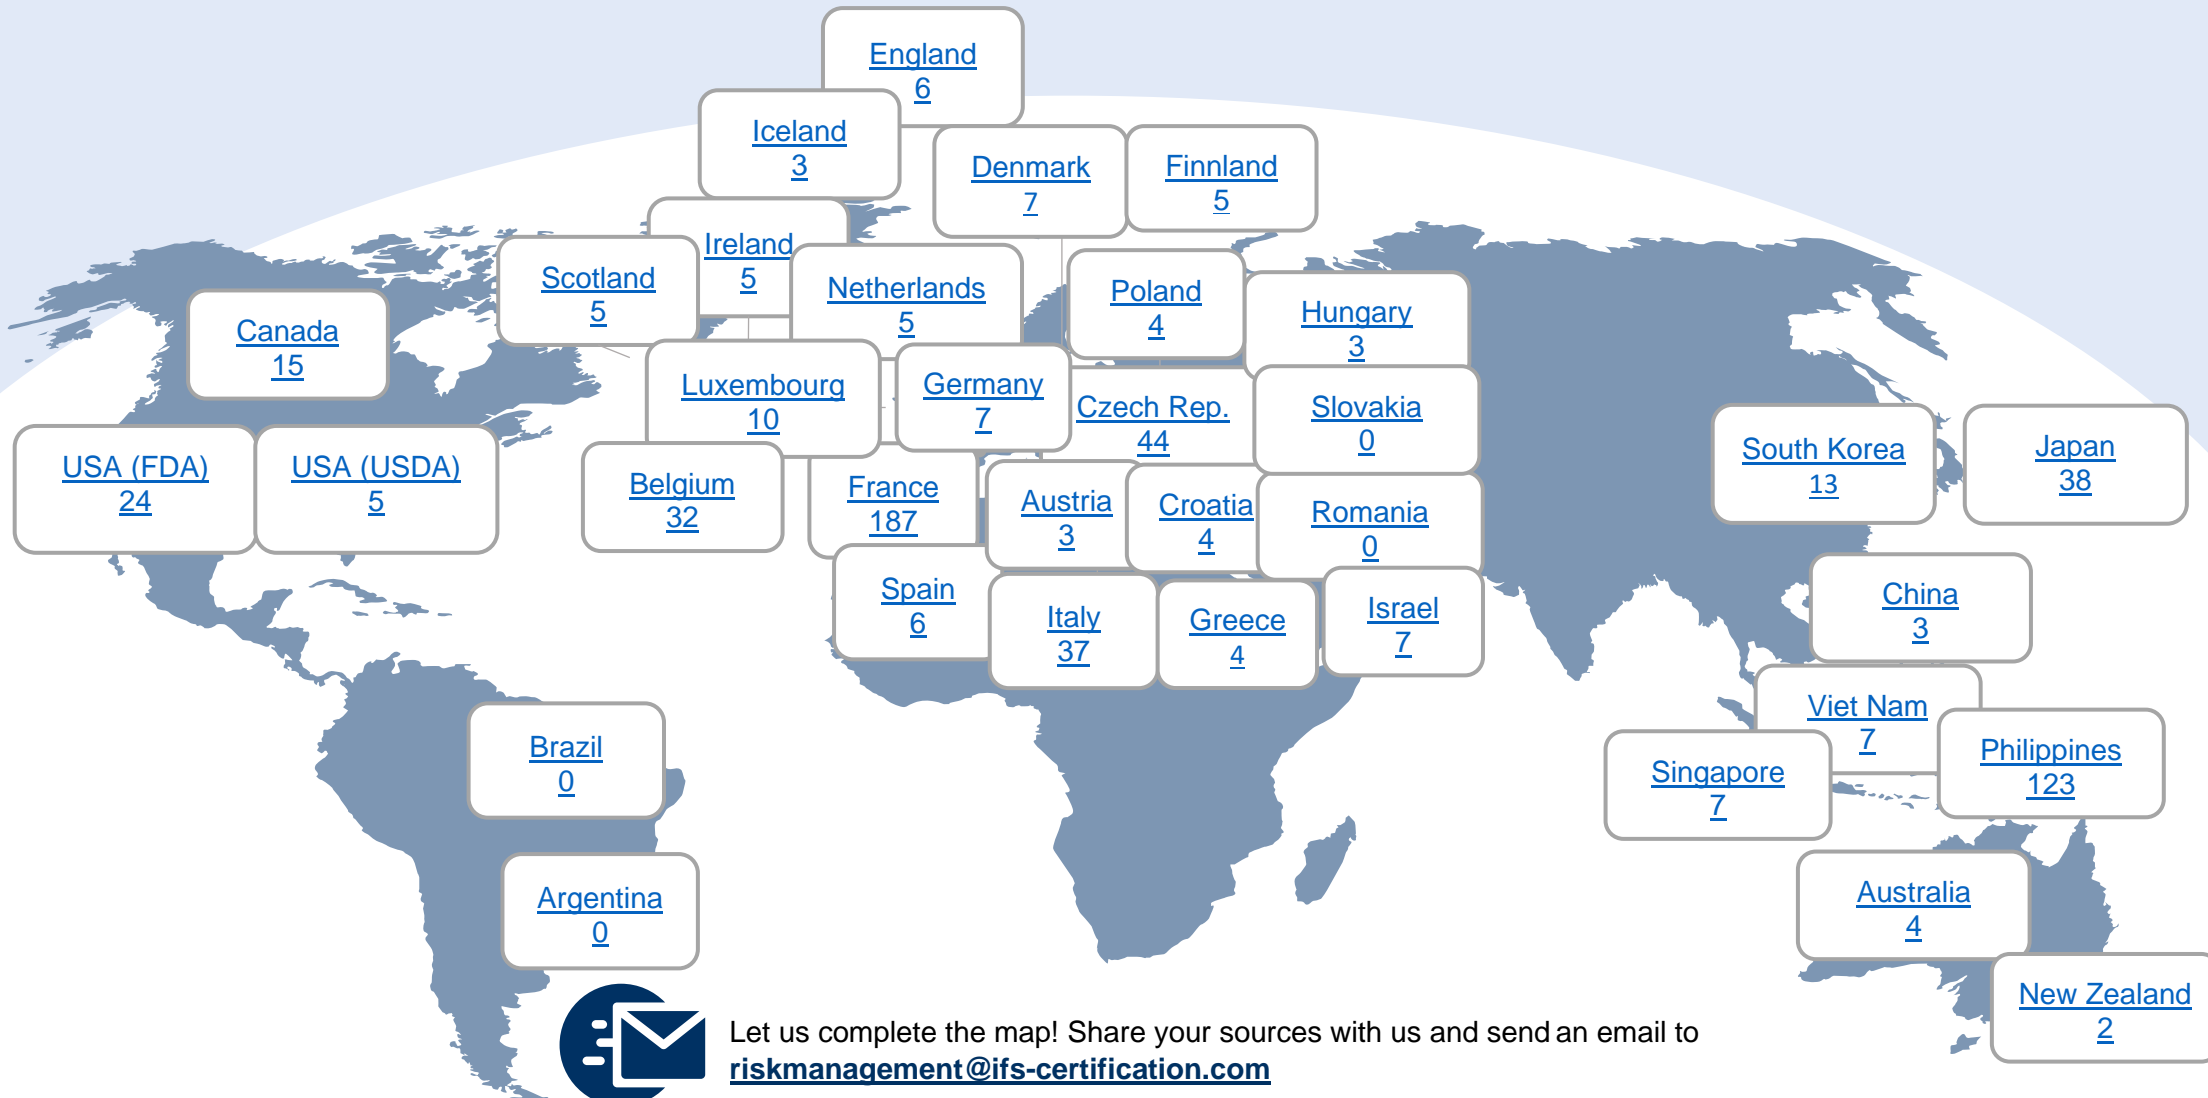 England
6
Iceland
3
Denmark
7
Finnland
5
Ireland
5
Scotland
5
Netherlands
5
Poland
4
Hungary
3
Canada
15
Luxembourg
10
Germany
7
Czech Rep.
44
Slovakia
0
USA (FDA)
24
USA (USDA)
5
Belgium
32
France
187
Austria
3
Croatia
4
Romania
0
South Korea
13
Japan
38
Spain
6
Italy
37
Greece
4
Israel
7
China
3
Viet Nam
7
Philippines
123
Singapore
7
Brazil
0
Argentina
0
Australia
4
New Zealand
2
Let us complete the map! Share your sources with us and send an email to
riskmanagement@ifs-certification.com